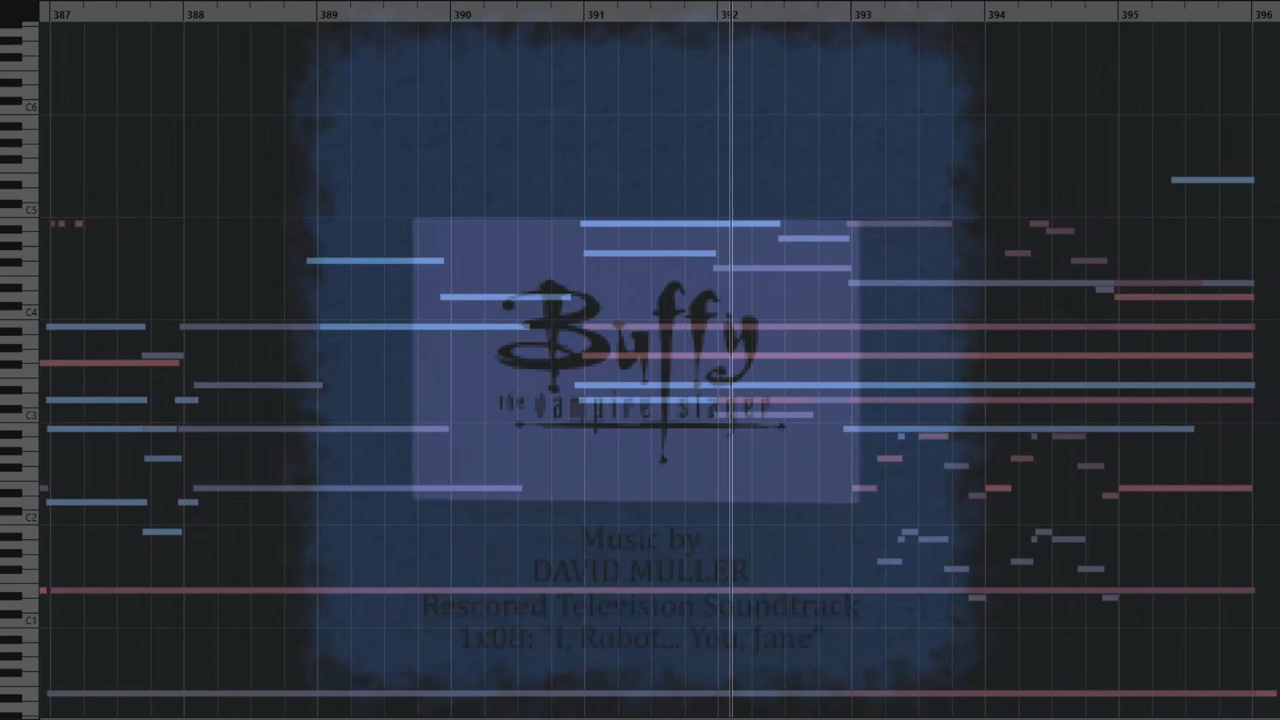 387 388 389 390 391 392 393 394 395 396
C6
C5
C4
Buffy
the vampire slayer
C3
C2
Music by
DAVID MULLER
Rescored Television Soundtrack
C1
1x08: "I, Robot... You, Jane"